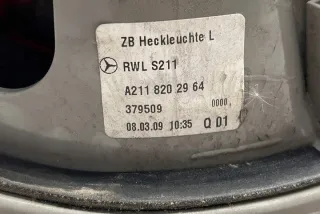 ZB Heckleuchte L
RWL S211
A211 820 29 64
379509 0000
08.03.09 10:35 Q 01